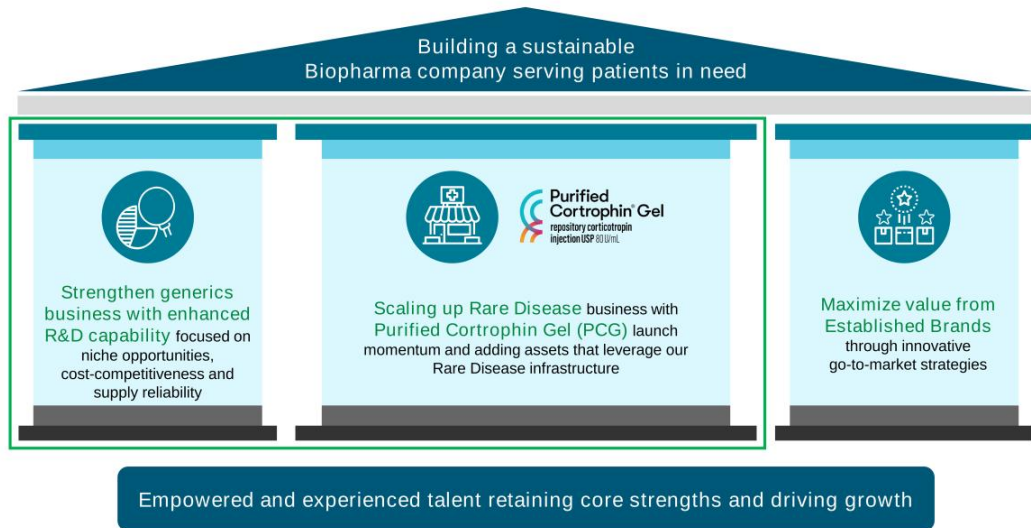 Building a sustainable
Biopharma company serving patients in need
Strengthen generics
business with enhanced
R&D capability focused on
niche opportunities,
cost-competitiveness and
supply reliability
Purified
Cortrophin® Gel
repository corticotropin
injection USP 80 U/mL
Scaling up Rare Disease business with
Purified Cortrophin Gel (PCG) launch
momentum and adding assets that leverage our
Rare Disease infrastructure
Maximize value from
Established Brands
through innovative
go-to-market strategies
Empowered and experienced talent retaining core strengths and driving growth